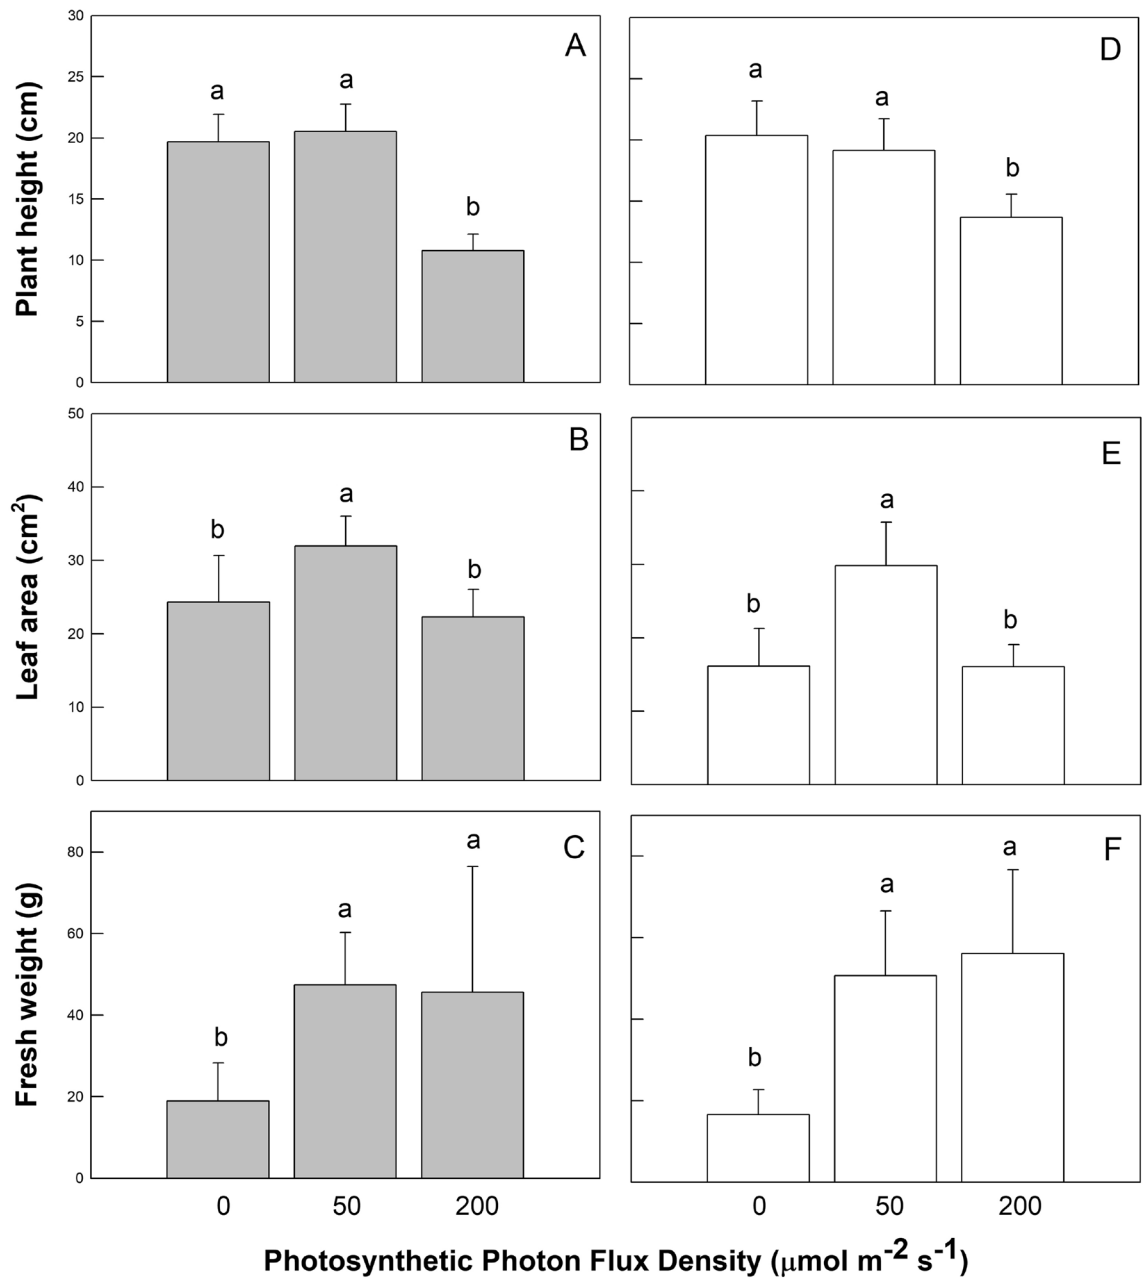 Plant height (cm)
30
25
20
15
10
5
0
A
a
a
b
D
a
a
b
Leaf area (cm²)
50
40
30
20
10
0
B
b
a
b
E
b
a
b
Fresh weight (g)
80
60
40
20
0
C
b
a
a
F
b
a
a
0 50 200 0 50 200
Photosynthetic Photon Flux Density (μmol m⁻² s⁻¹)